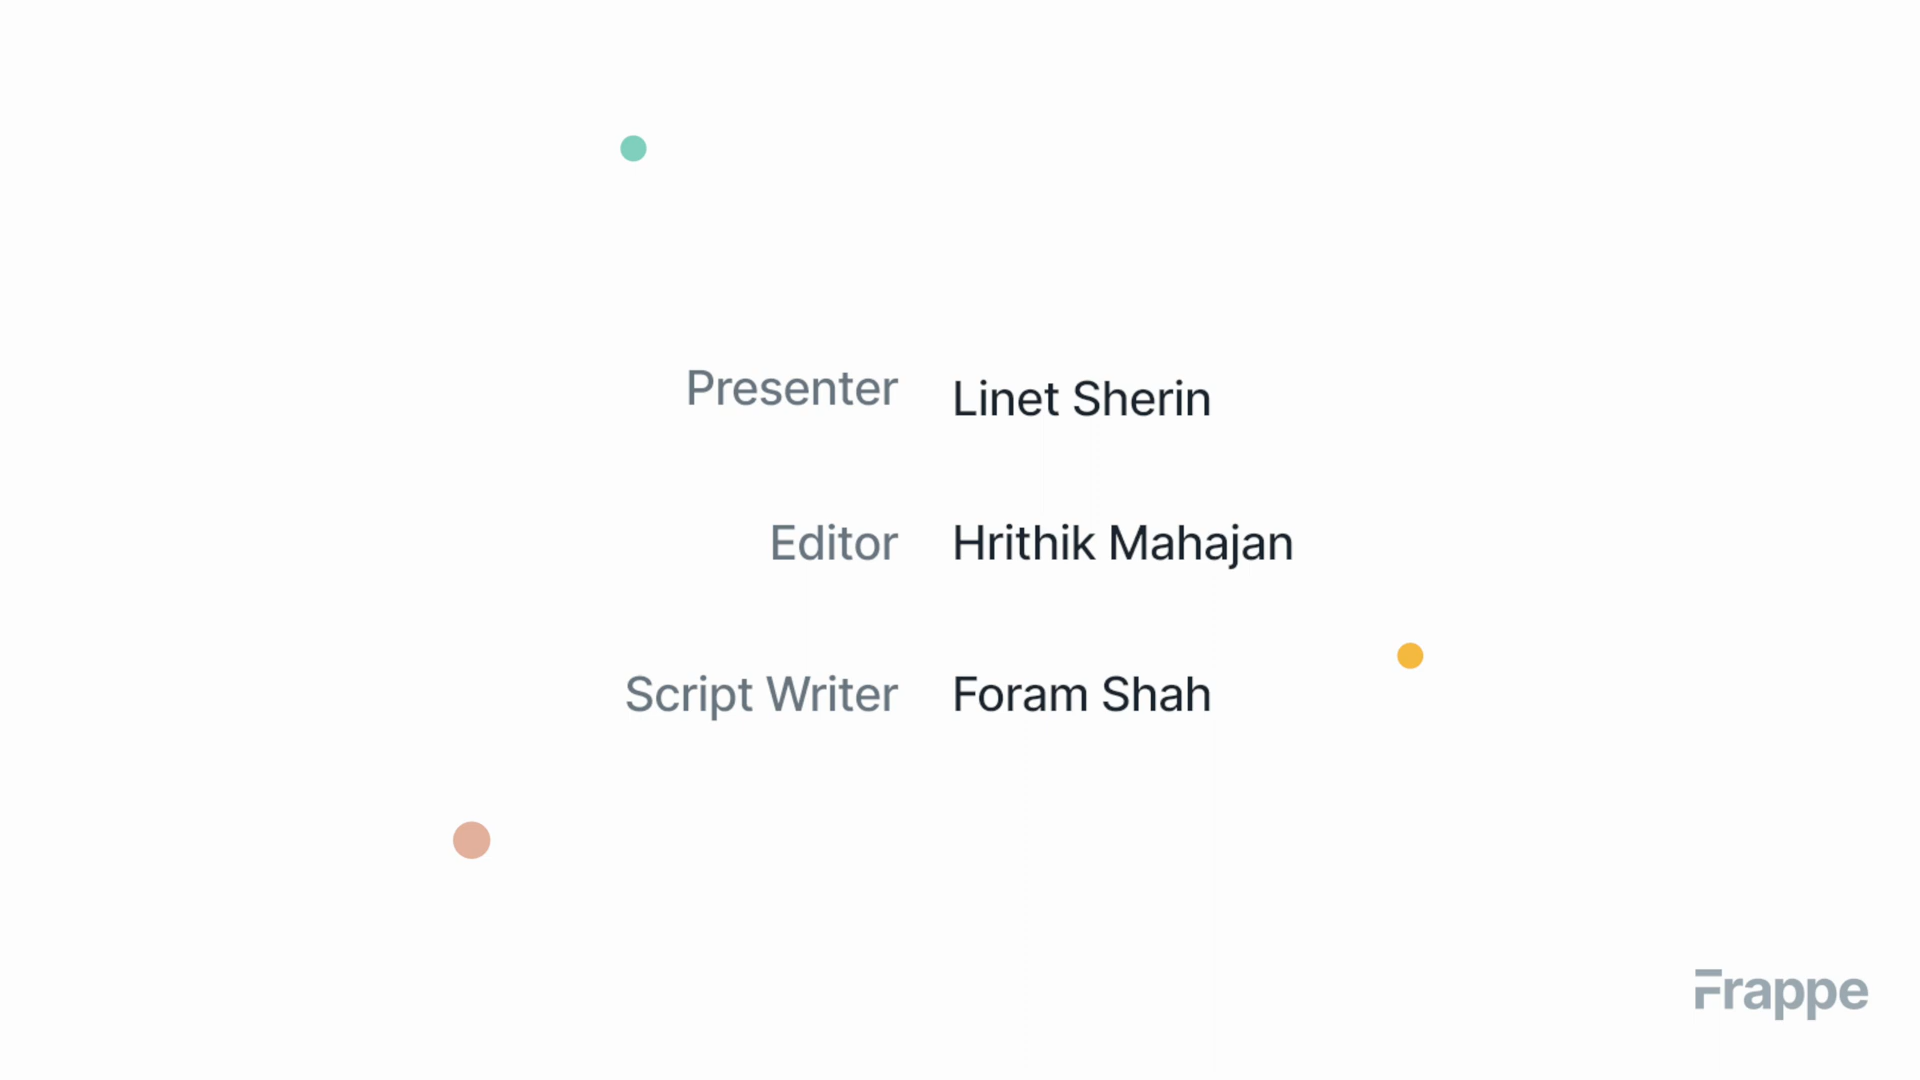 Presenter Linet Sherin
Editor Hrithik Mahajan
Script Writer Foram Shah
Frappe